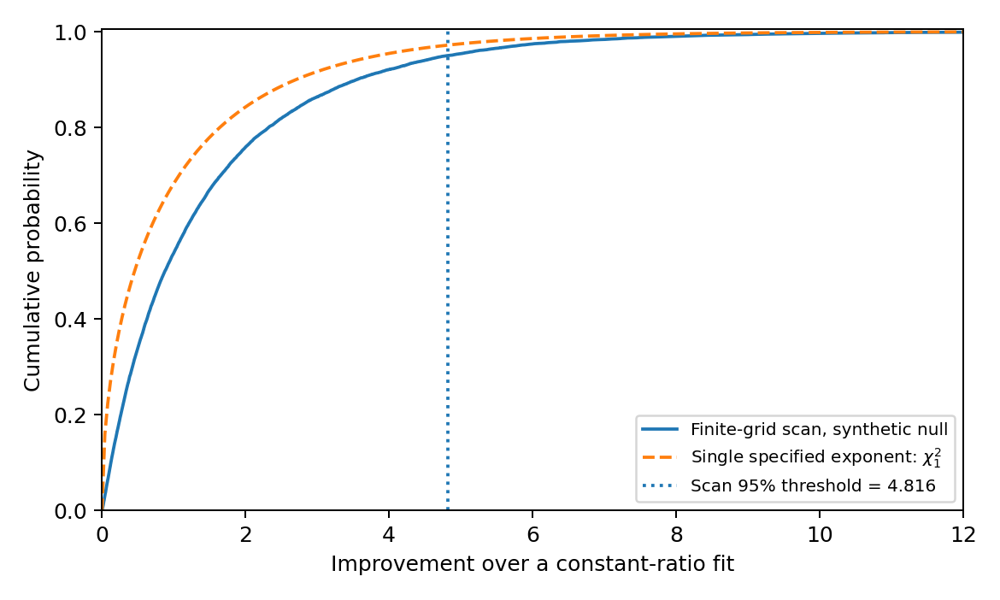 1.0
0.8
0.6
0.4
0.2
0.0
Cumulative probability
Finite-grid scan, synthetic null
Single specified exponent: χ₁²
Scan 95% threshold = 4.816
0 2 4 6 8 10 12
Improvement over a constant-ratio fit